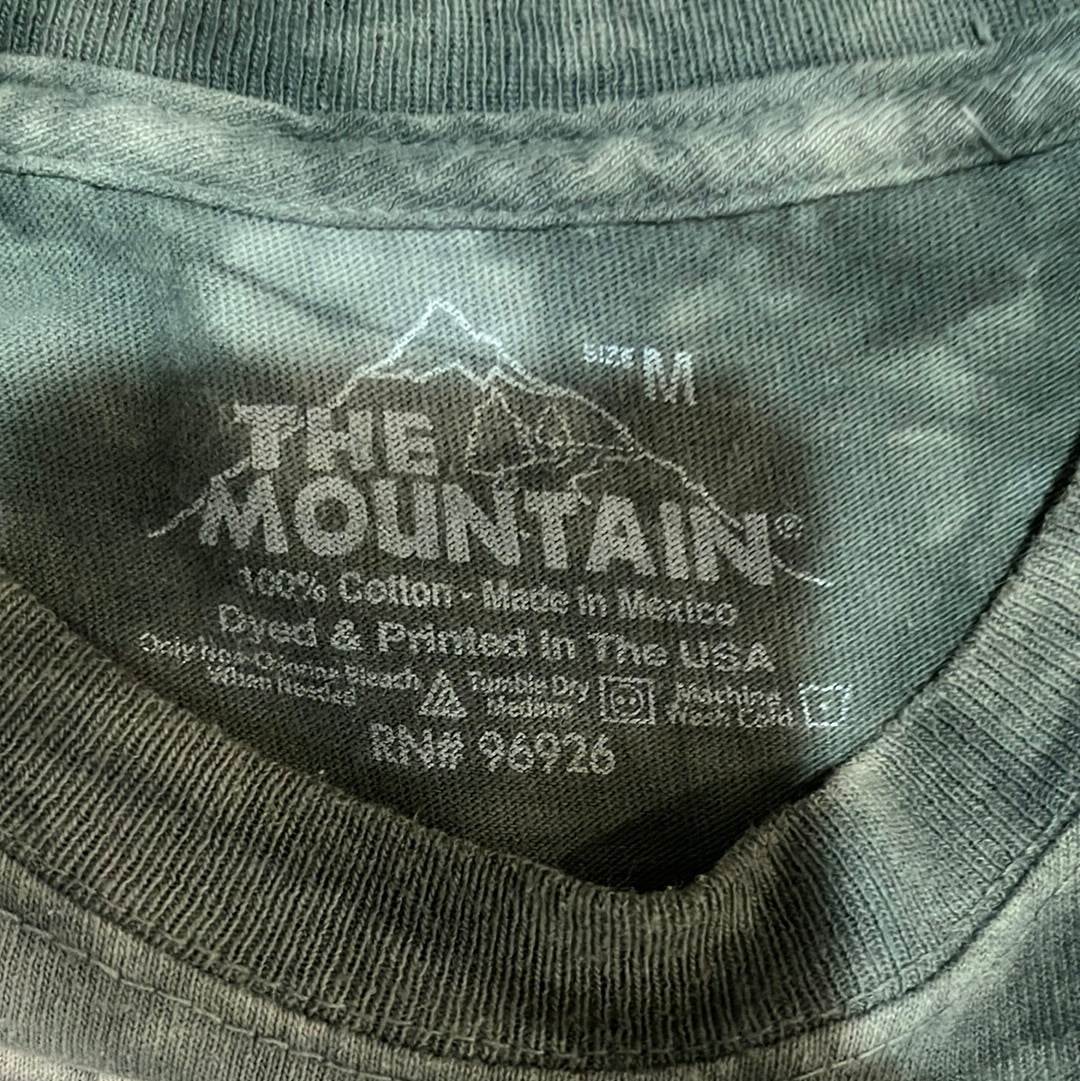 SIZE M
THE
MOUNTAIN®
100% Cotton - Made in Mexico
Dyed & Printed in The USA
Only Non-Chlorine Bleach
When Needed
Tumble Dry
Medium
Machine
Wash Cold
RN# 96926